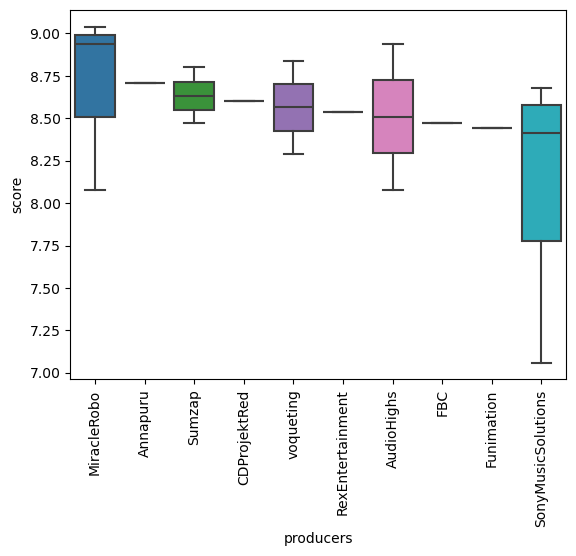 9.00
8.75
8.50
8.25
8.00
7.75
7.50
7.25
7.00
score
MiracleRobo
Annapuru
Sumzap
CDProjektRed
voqueting
RexEntertainment
AudioHighs
FBC
Funimation
SonyMusicSolutions
producers